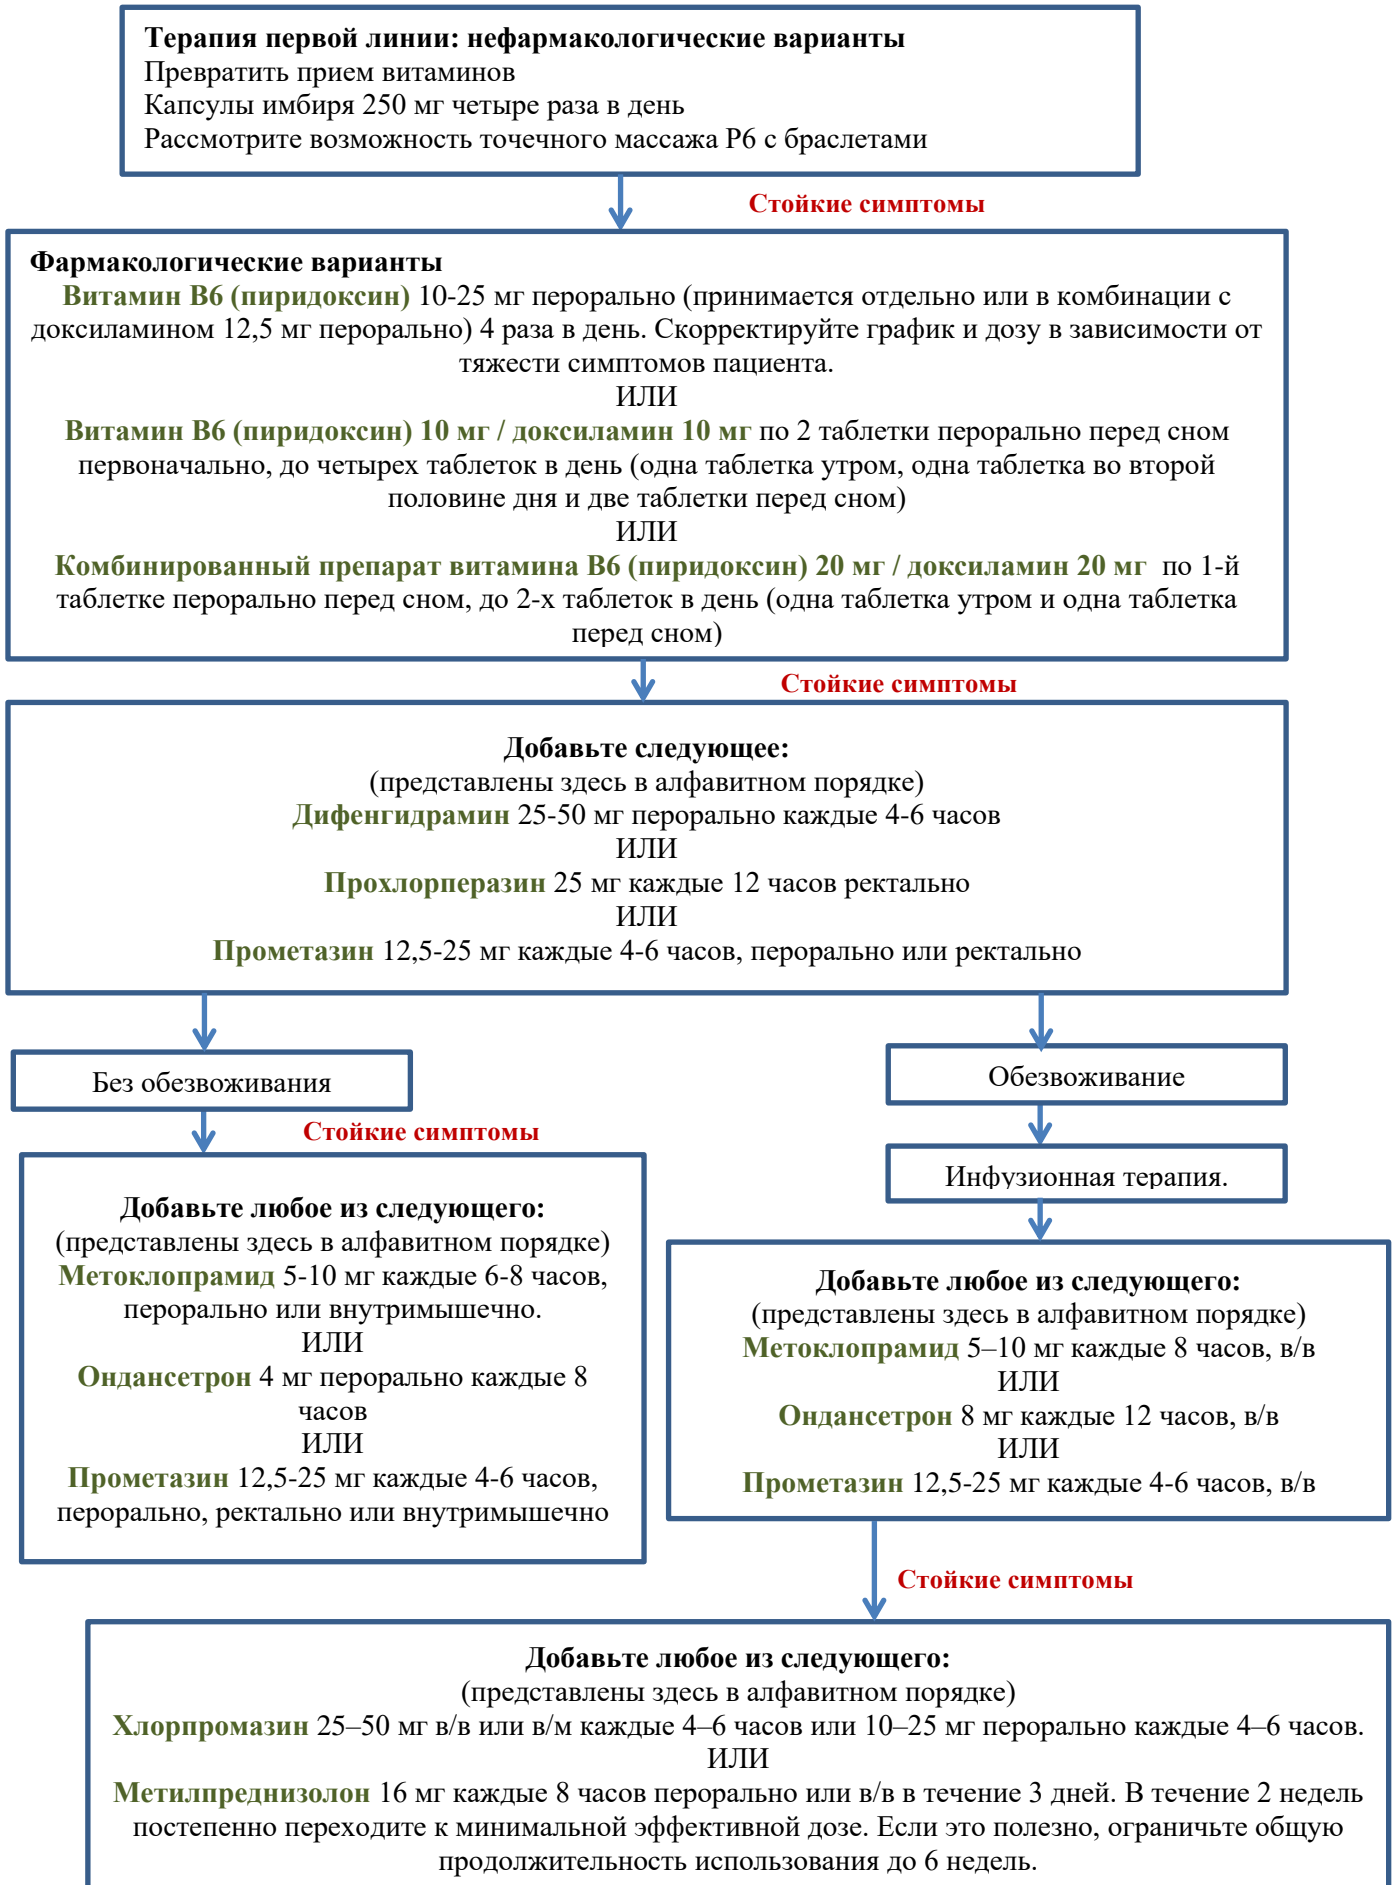 Терапия первой линии: нефармакологические варианты
Превратить прием витаминов
Капсулы имбиря 250 мг четыре раза в день
Рассмотрите возможность точечного массажа P6 с браслетами
Стойкие симптомы
Фармакологические варианты
Витамин B6 (пиридоксин) 10-25 мг перорально (принимается отдельно или в комбинации с
доксиламином 12,5 мг перорально) 4 раза в день. Скорректируйте график и дозу в зависимости от
тяжести симптомов пациента.
ИЛИ
Витамин B6 (пиридоксин) 10 мг / доксиламин 10 мг по 2 таблетки перорально перед сном
первоначально, до четырех таблеток в день (одна таблетка утром, одна таблетка во второй
половине дня и две таблетки перед сном)
ИЛИ
Комбинированный препарат витамина B6 (пиридоксин) 20 мг / доксиламин 20 мг по 1-й
таблетке перорально перед сном, до 2-х таблеток в день (одна таблетка утром и одна таблетка
перед сном)
Стойкие симптомы
Добавьте следующее:
(представлены здесь в алфавитном порядке)
Дифенгидрамин 25-50 мг перорально каждые 4-6 часов
ИЛИ
Прохлорперазин 25 мг каждые 12 часов ректально
ИЛИ
Прометазин 12,5-25 мг каждые 4-6 часов, перорально или ректально
Без обезвоживания
Стойкие симптомы
Добавьте любое из следующего:
(представлены здесь в алфавитном порядке)
Метоклопрамид 5-10 мг каждые 6-8 часов,
перорально или внутримышечно.
ИЛИ
Ондансетрон 4 мг перорально каждые 8
часов
ИЛИ
Прометазин 12,5-25 мг каждые 4-6 часов,
перорально, ректально или внутримышечно
Обезвоживание
Инфузионная терапия.
Добавьте любое из следующего:
(представлены здесь в алфавитном порядке)
Метоклопрамид 5–10 мг каждые 8 часов, в/в
ИЛИ
Ондансетрон 8 мг каждые 12 часов, в/в
ИЛИ
Прометазин 12,5-25 мг каждые 4-6 часов, в/в
Стойкие симптомы
Добавьте любое из следующего:
(представлены здесь в алфавитном порядке)
Хлорпромазин 25–50 мг в/в или в/м каждые 4–6 часов или 10–25 мг перорально каждые 4–6 часов.
ИЛИ
Метилпреднизолон 16 мг каждые 8 часов перорально или в/в в течение 3 дней. В течение 2 недель
постепенно переходите к минимальной эффективной дозе. Если это полезно, ограничьте общую
продолжительность использования до 6 недель.